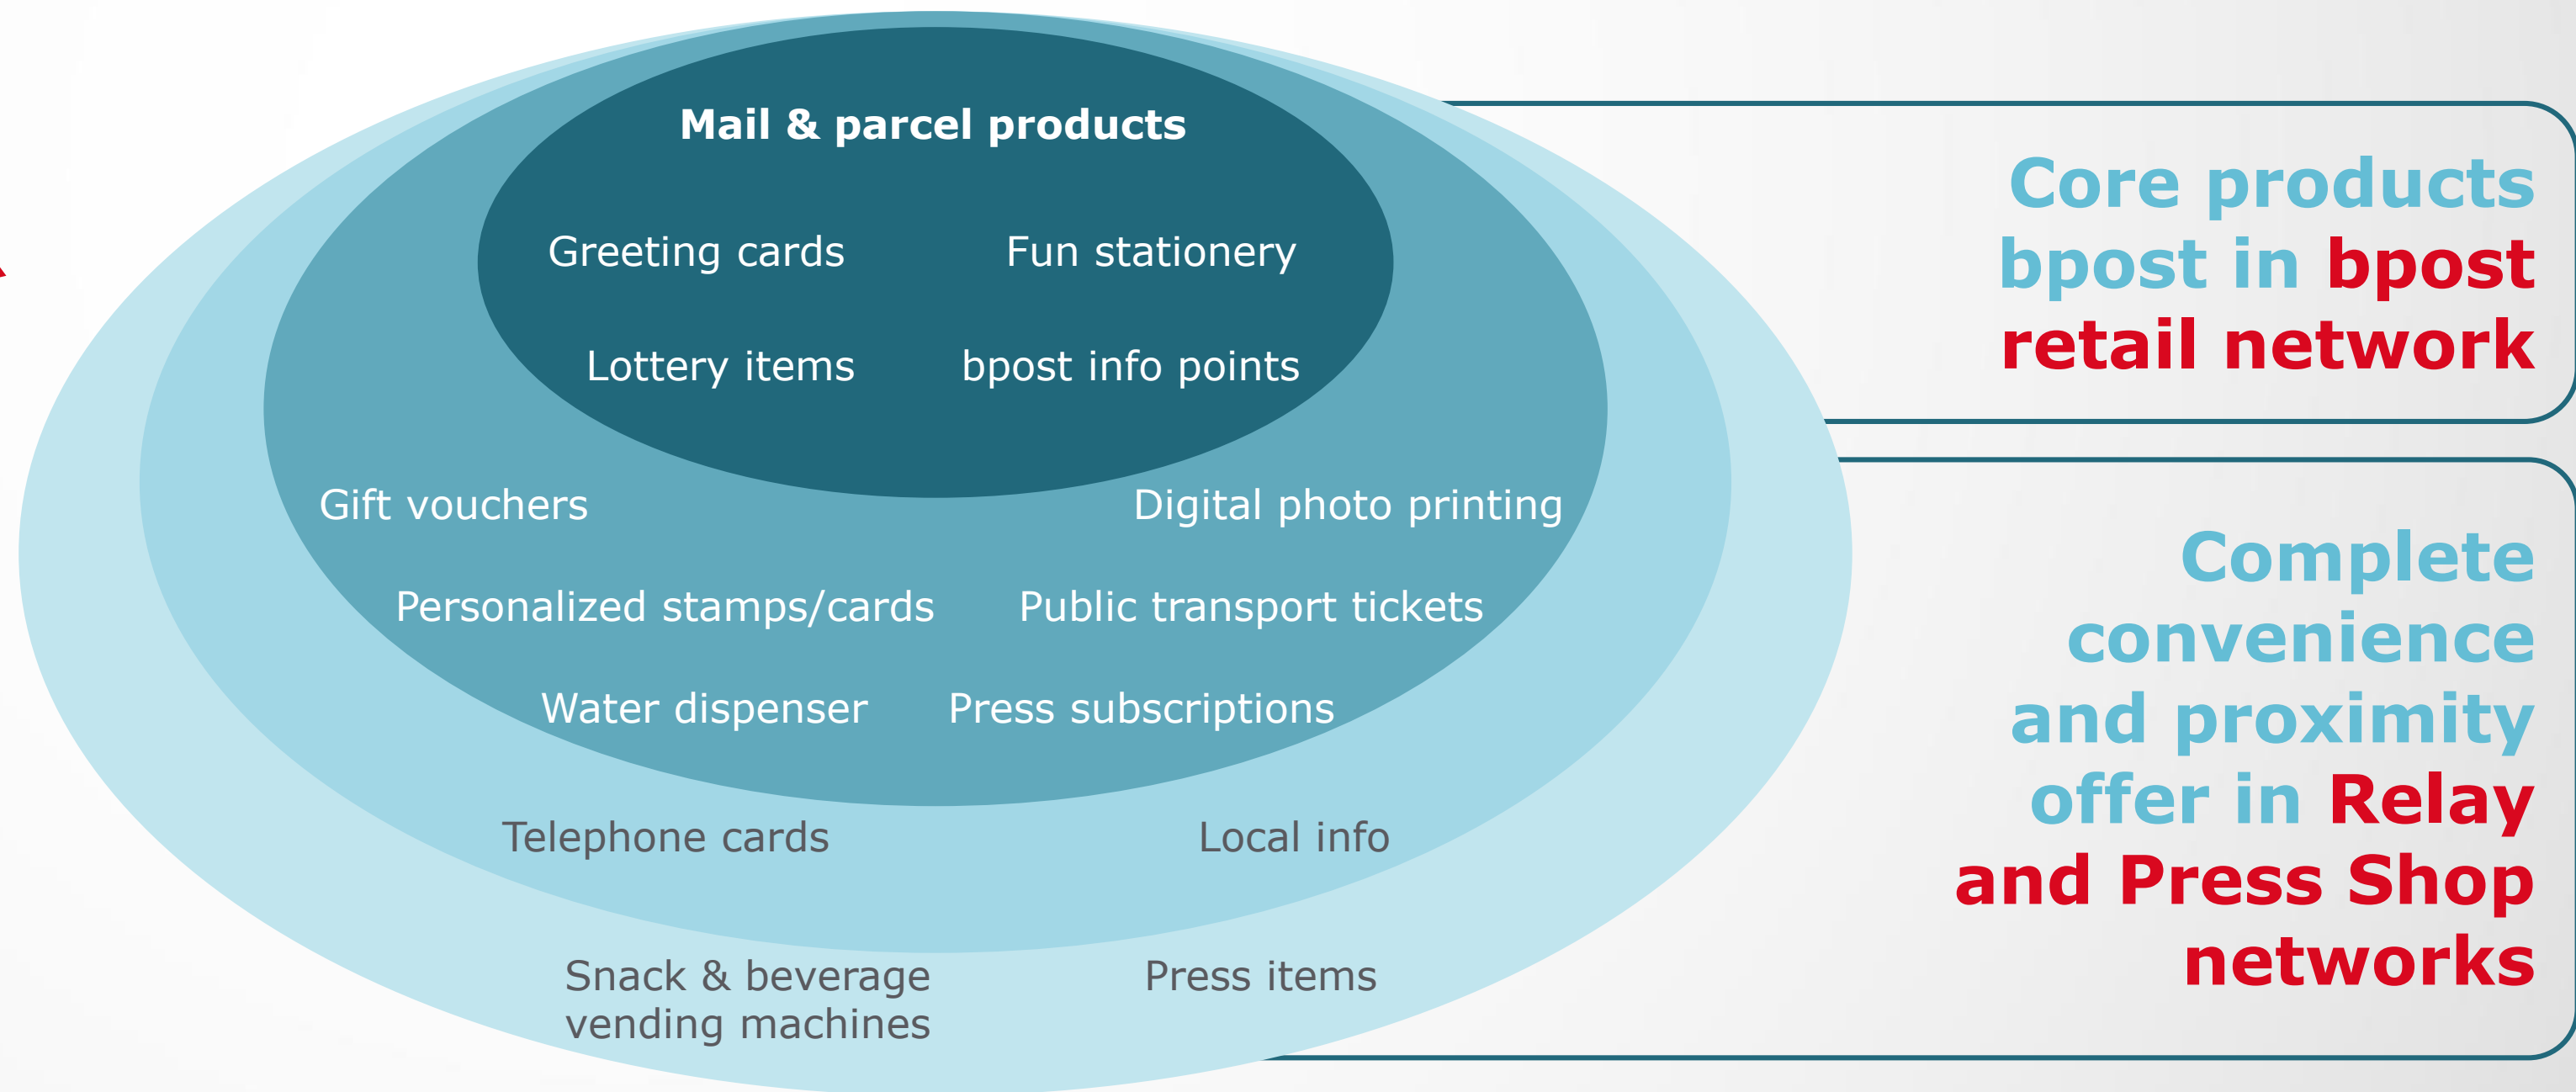 Mail & parcel products
Greeting cards
Fun stationery
Lottery items
bpost info points
Gift vouchers
Digital photo printing
Personalized stamps/cards
Public transport tickets
Water dispenser
Press subscriptions
Telephone cards
Local info
Snack & beverage
vending machines
Press items
Core products
bpost in bpost
retail network
Complete
convenience
and proximity
offer in Relay
and Press Shop
networks